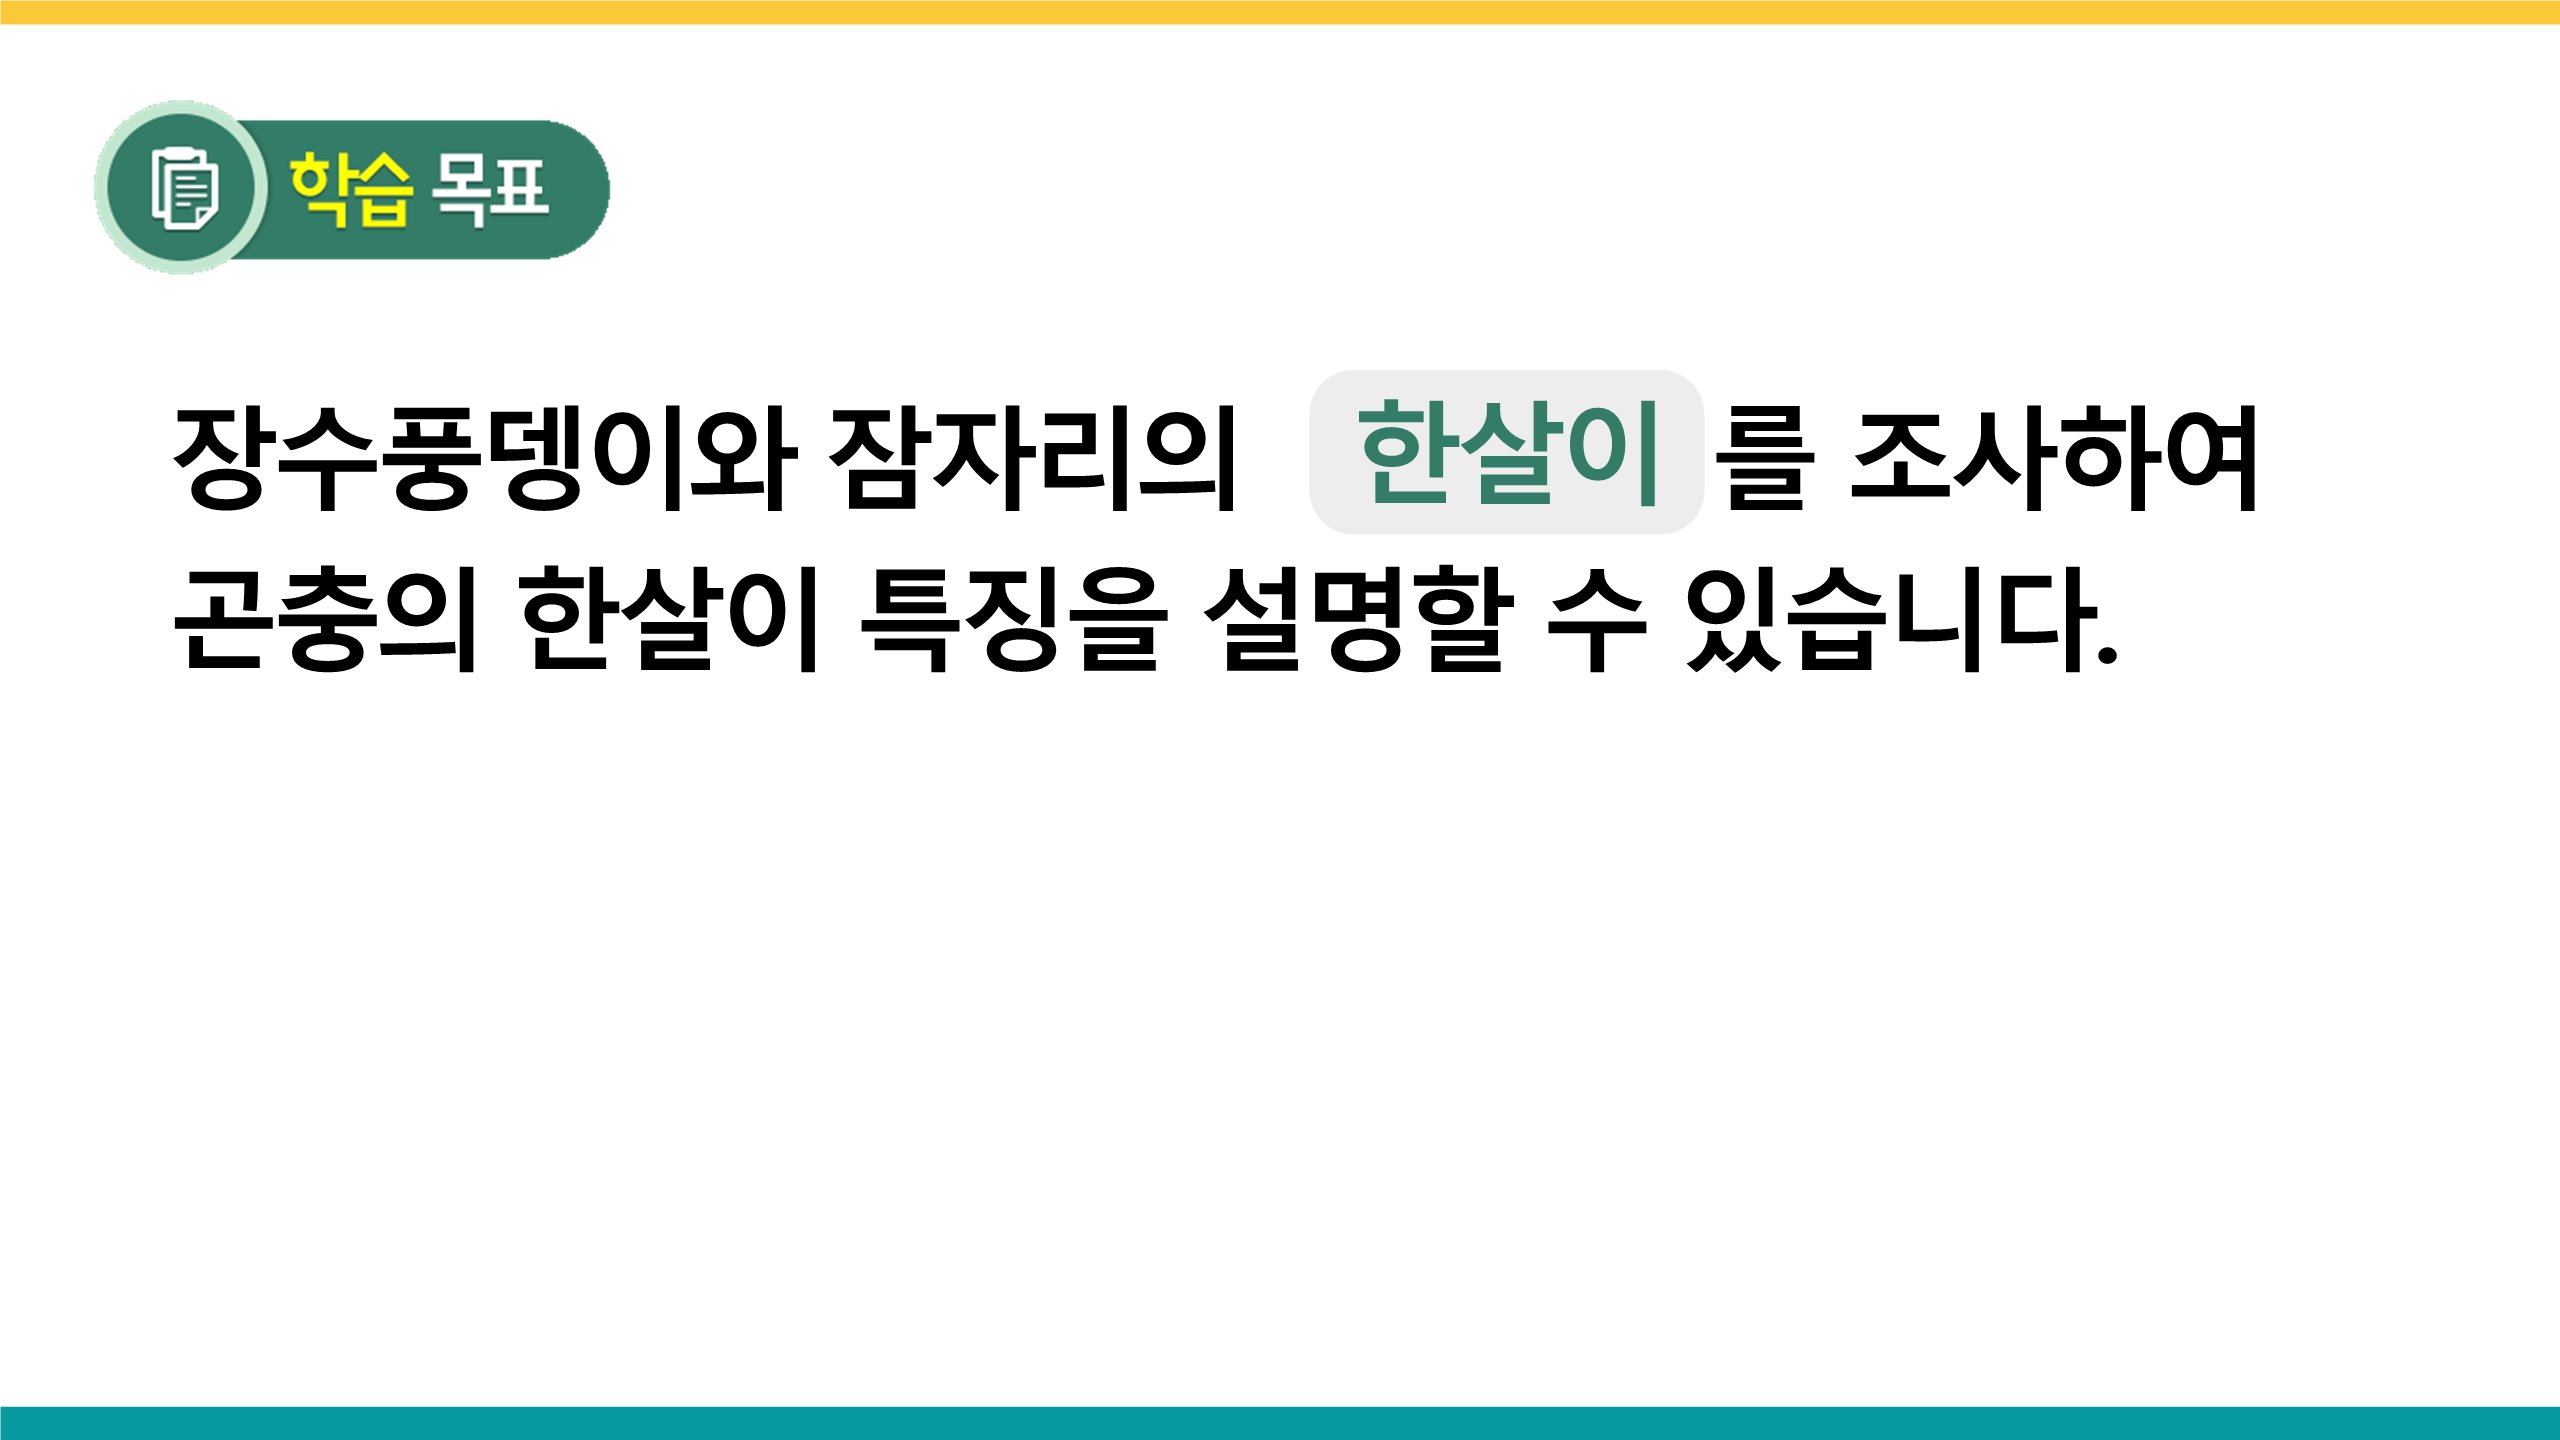 학습 목표
장수풍뎅이와 잠자리의 한살이를 조사하여
곤충의 한살이 특징을 설명할 수 있습니다.